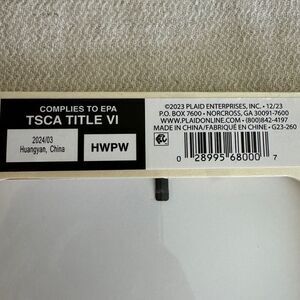 COMPLIES TO EPA
TSCA TITLE VI
2024/03
Huangyan, China
HWPW
©2023 PLAID ENTERPRISES, INC. • 12/23
P.O. BOX 7600 • NORCROSS, GA 30091-7600
WWW.PLAIDONLINE.COM • (800)842-4197
MADE IN CHINA/FABRIQUÉ EN CHINE • G23-260
0 28995 68000 7